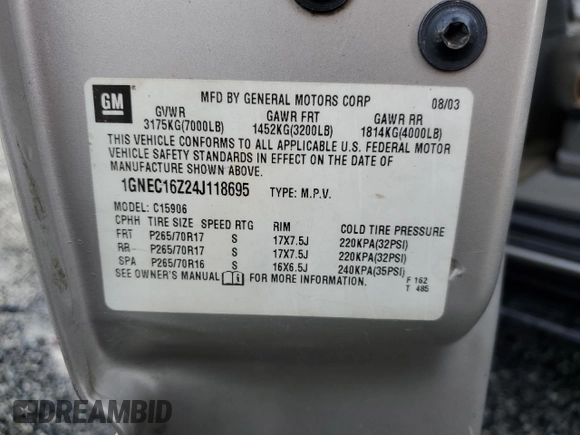 GM
MFD BY GENERAL MOTORS CORP 08/03
GVWR GAWR FRT GAWR RR
3175KG(7000LB) 1452KG(3200LB) 1814KG(4000LB)
THIS VEHICLE CONFORMS TO ALL APPLICABLE U.S. FEDERAL MOTOR
VEHICLE SAFETY STANDARDS IN EFFECT ON THE DATE OF
MANUFACTURE SHOWN ABOVE.
1GNEC16Z24J118695 TYPE: M.P.V.
MODEL: C15906
CPHH TIRE SIZE SPEED RTG RIM COLD TIRE PRESSURE
FRT P265/70R17 S 17X7.5J 220KPA(32PSI)
RR P265/70R17 S 17X7.5J 220KPA(32PSI)
SPA P265/70R16 S 16X6.5J 240KPA(35PSI)
SEE OWNER'S MANUAL FOR MORE INFORMATION.
F 162
T 485
DREAMBID